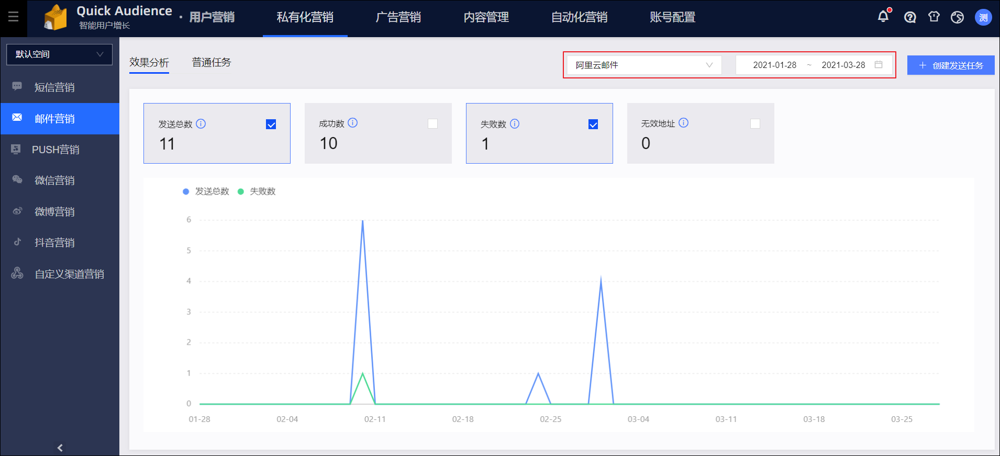 Quick Audience
智能用户增长
· 用户营销
私有化营销
广告营销
内容管理
自动化营销
账号配置
测
默认空间
短信营销
邮件营销
PUSH营销
微信营销
微博营销
抖音营销
自定义渠道营销
效果分析
普通任务
阿里云邮件
2021-01-28 ~ 2021-03-28
+ 创建发送任务
发送总数
11
成功数
10
失败数
1
无效地址
0
发送总数
失败数
6
5
4
3
2
1
0
01-28
02-04
02-11
02-18
02-25
03-04
03-11
03-18
03-25